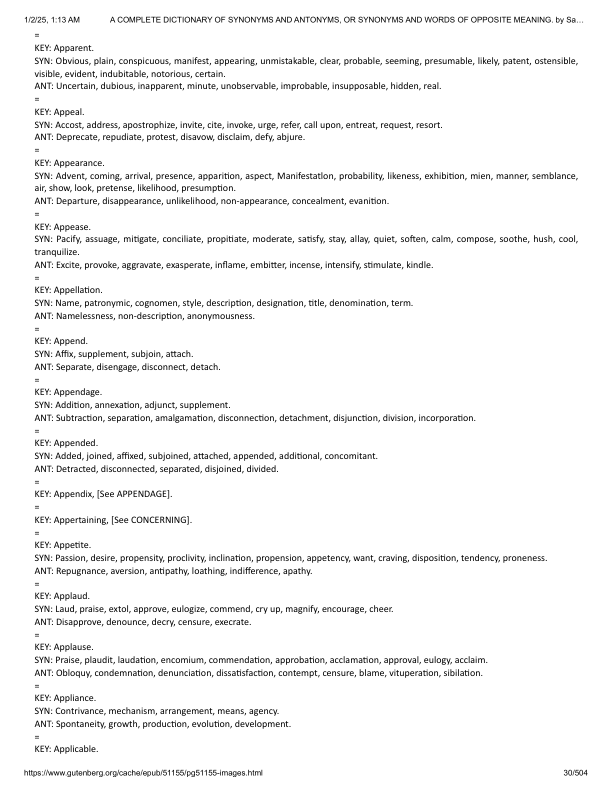 1/2/25, 1:13 AM A COMPLETE DICTIONARY OF SYNONYMS AND ANTONYMS, OR SYNONYMS AND WORDS OF OPPOSITE MEANING. by Sa…
=
KEY: Apparent.
SYN: Obvious, plain, conspicuous, manifest, appearing, unmistakable, clear, probable, seeming, presumable, likely, patent, ostensible,
visible, evident, indubitable, notorious, certain.
ANT: Uncertain, dubious, inapparent, minute, unobservable, improbable, insupposable, hidden, real.
=
KEY: Appeal.
SYN: Accost, address, apostrophize, invite, cite, invoke, urge, refer, call upon, entreat, request, resort.
ANT: Deprecate, repudiate, protest, disavow, disclaim, defy, abjure.
=
KEY: Appearance.
SYN: Advent, coming, arrival, presence, apparition, aspect, Manifestatlon, probability, likeness, exhibition, mien, manner, semblance,
air, show, look, pretense, likelihood, presumption.
ANT: Departure, disappearance, unlikelihood, non-appearance, concealment, evanition.
=
KEY: Appease.
SYN: Pacify, assuage, mitigate, conciliate, propitiate, moderate, satisfy, stay, allay, quiet, soften, calm, compose, soothe, hush, cool,
tranquilize.
ANT: Excite, provoke, aggravate, exasperate, inflame, embitter, incense, intensify, stimulate, kindle.
=
KEY: Appellation.
SYN: Name, patronymic, cognomen, style, description, designation, title, denomination, term.
ANT: Namelessness, non-description, anonymousness.
=
KEY: Append.
SYN: Affix, supplement, subjoin, attach.
ANT: Separate, disengage, disconnect, detach.
=
KEY: Appendage.
SYN: Addition, annexation, adjunct, supplement.
ANT: Subtraction, separation, amalgamation, disconnection, detachment, disjunction, division, incorporation.
=
KEY: Appended.
SYN: Added, joined, affixed, subjoined, attached, appended, additional, concomitant.
ANT: Detracted, disconnected, separated, disjoined, divided.
=
KEY: Appendix, [See APPENDAGE].
=
KEY: Appertaining, [See CONCERNING].
=
KEY: Appetite.
SYN: Passion, desire, propensity, proclivity, inclination, propension, appetency, want, craving, disposition, tendency, proneness.
ANT: Repugnance, aversion, antipathy, loathing, indifference, apathy.
=
KEY: Applaud.
SYN: Laud, praise, extol, approve, eulogize, commend, cry up, magnify, encourage, cheer.
ANT: Disapprove, denounce, decry, censure, execrate.
=
KEY: Applause.
SYN: Praise, plaudit, laudation, encomium, commendation, approbation, acclamation, approval, eulogy, acclaim.
ANT: Obloquy, condemnation, denunciation, dissatisfaction, contempt, censure, blame, vituperation, sibilation.
=
KEY: Appliance.
SYN: Contrivance, mechanism, arrangement, means, agency.
ANT: Spontaneity, growth, production, evolution, development.
=
KEY: Applicable.
https://www.gutenberg.org/cache/epub/51155/pg51155-images.html 30/504